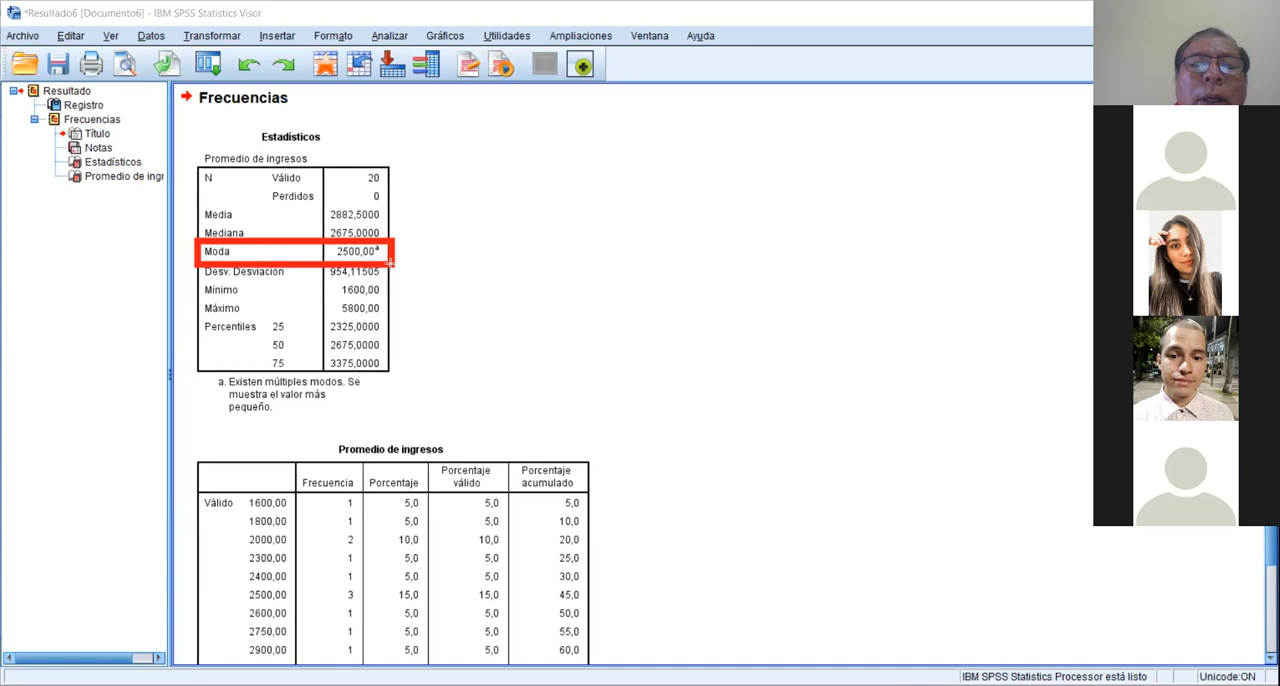 *Resultado6 [Documento6] - IBM SPSS Statistics Visor
Archivo Editar Ver Datos Transformar Insertar Formato Analizar Gráficos Utilidades Ampliaciones Ventana Ayuda
Resultado
Registro
Frecuencias
Título
Notas
Estadísticos
Promedio de ingr
Frecuencias
Estadísticos
Promedio de ingresos
N Válido 20
Perdidos 0
Media 2882,5000
Mediana 2675,0000
Moda 2500,00ª
Desv. Desviación 954,11505
Mínimo 1600,00
Máximo 5800,00
Percentiles 25 2325,0000
50 2675,0000
75 3375,0000
a. Existen múltiples modos. Se
muestra el valor más
pequeño.
Promedio de ingresos
Frecuencia Porcentaje Porcentaje válido Porcentaje acumulado
Válido 1600,00 1 5,0 5,0 5,0
1800,00 1 5,0 5,0 10,0
2000,00 2 10,0 10,0 20,0
2300,00 1 5,0 5,0 25,0
2400,00 1 5,0 5,0 30,0
2500,00 3 15,0 15,0 45,0
2600,00 1 5,0 5,0 50,0
2750,00 1 5,0 5,0 55,0
2900,00 1 5,0 5,0 60,0
IBM SPSS Statistics Processor está listo Unicode:ON